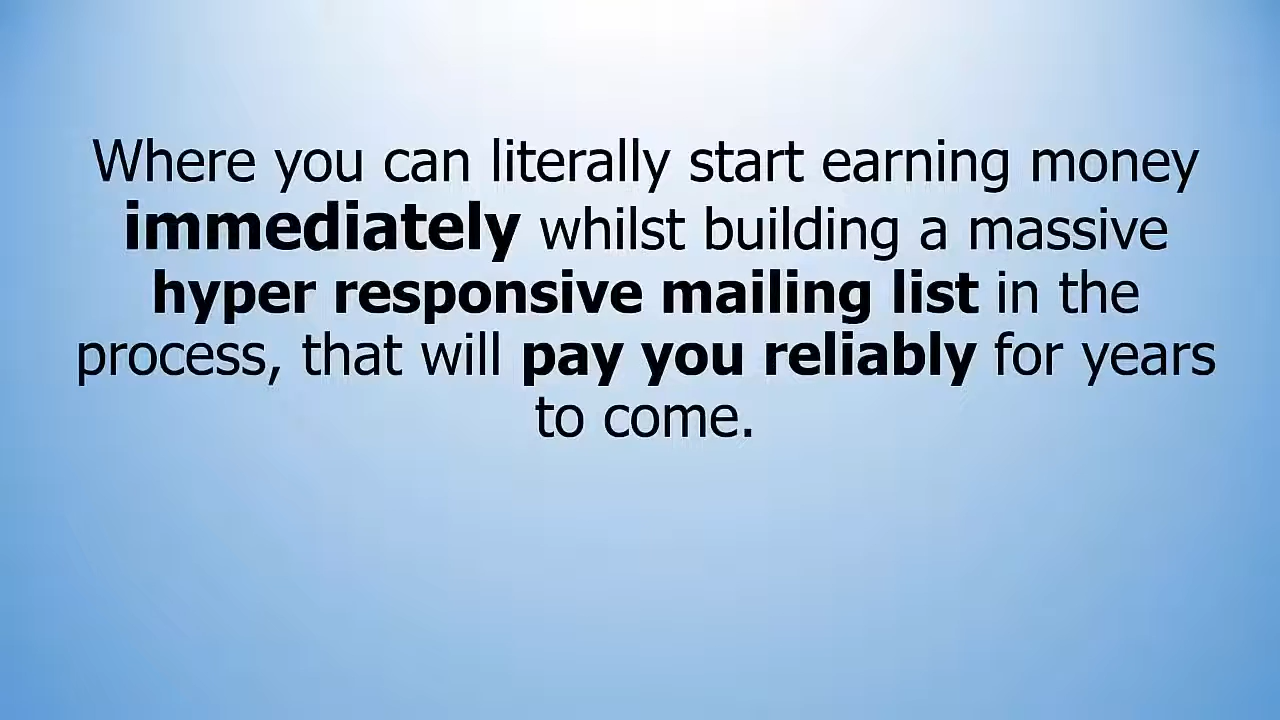 Where you can literally start earning money
immediately whilst building a massive
hyper responsive mailing list in the
process, that will pay you reliably for years
to come.